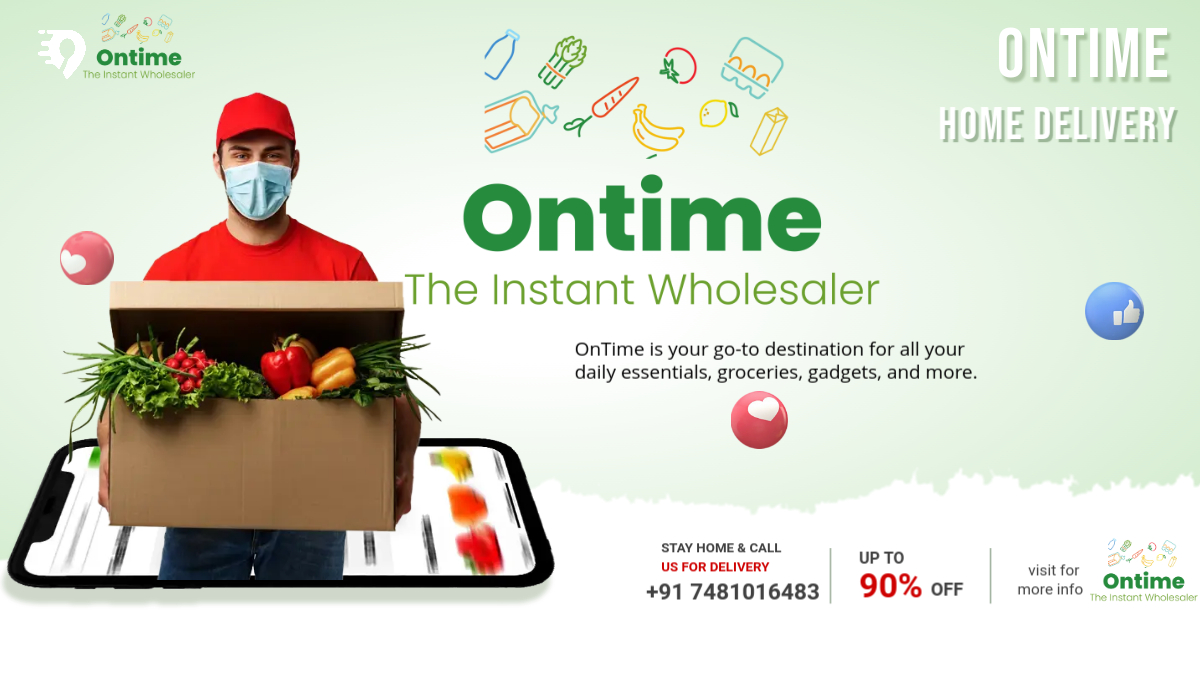 Ontime
The Instant Wholesaler
ONTIME
HOME DELIVERY
Ontime
The Instant Wholesaler
OnTime is your go-to destination for all your
daily essentials, groceries, gadgets, and more.
STAY HOME & CALL
US FOR DELIVERY
+91 7481016483
UP TO
90% OFF
visit for
more info
Ontime
The Instant Wholesaler